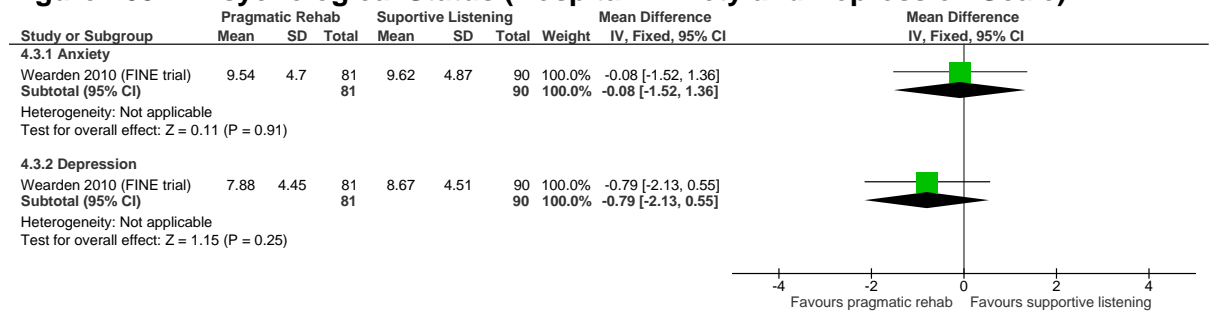 Pragmatic Rehab Suportive Listening Mean Difference Mean Difference
Study or Subgroup Mean SD Total Mean SD Total Weight IV, Fixed, 95% CI IV, Fixed, 95% CI
4.3.1 Anxiety
Wearden 2010 (FINE trial) 9.54 4.7 81 9.62 4.87 90 100.0% -0.08 [-1.52, 1.36]
Subtotal (95% CI) 81 90 100.0% -0.08 [-1.52, 1.36]
Heterogeneity: Not applicable
Test for overall effect: Z = 0.11 (P = 0.91)
4.3.2 Depression
Wearden 2010 (FINE trial) 7.88 4.45 81 8.67 4.51 90 100.0% -0.79 [-2.13, 0.55]
Subtotal (95% CI) 81 90 100.0% -0.79 [-2.13, 0.55]
Heterogeneity: Not applicable
Test for overall effect: Z = 1.15 (P = 0.25)
-4 -2 0 2 4
Favours pragmatic rehab Favours supportive listening